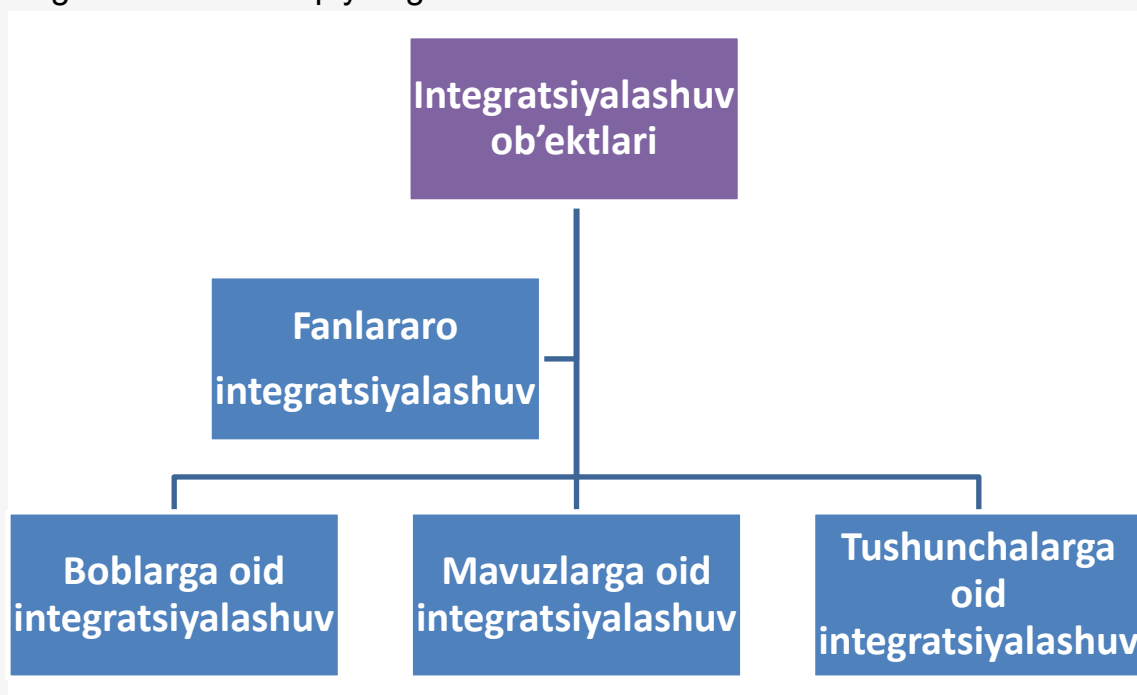 Integratsiyalashuv
ob’ektlari
Fanlararo
integratsiyalashuv
Boblarga oid
integratsiyalashuv
Mavuzlarga oid
integratsiyalashuv
Tushunchalarga
oid
integratsiyalashuv